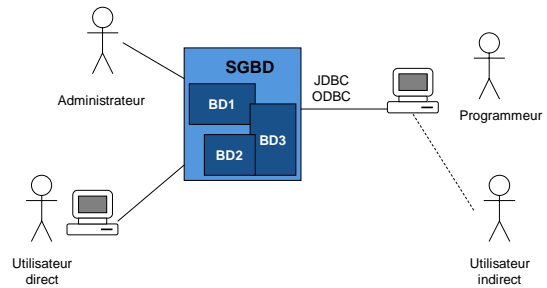 SGBD
BD1
BD2
BD3
Administrateur
JDBC
ODBC
Programmeur
Utilisateur
direct
Utilisateur
indirect